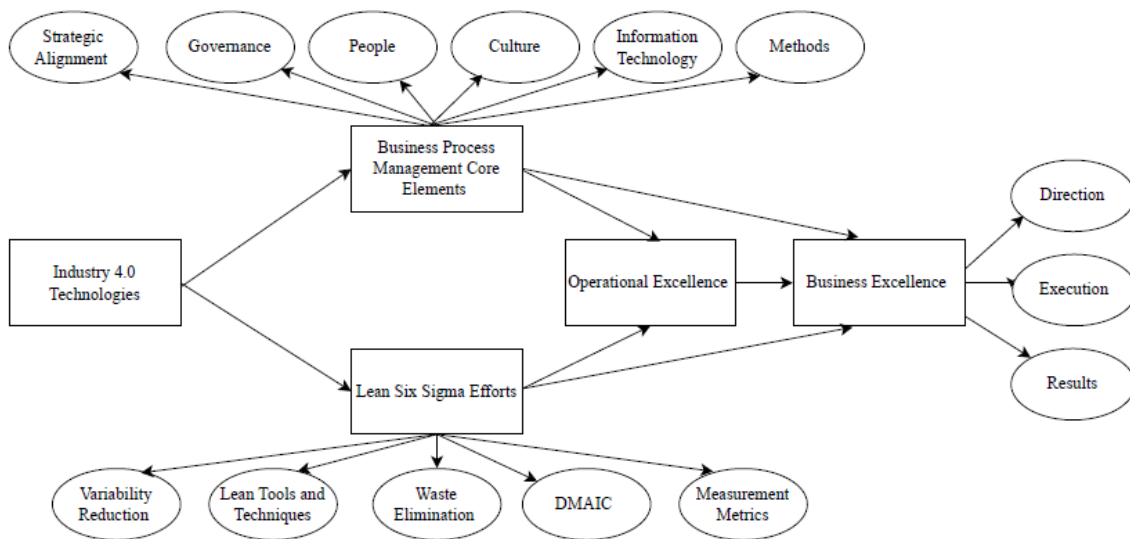 Strategic
Alignment
Governance
People
Culture
Information
Technology
Methods
Business Process
Management Core
Elements
Direction
Industry 4.0
Technologies
Operational Excellence
Business Excellence
Execution
Lean Six Sigma Efforts
Results
Variability
Reduction
Lean Tools and
Techniques
Waste
Elimination
DMAIC
Measurement
Metrics